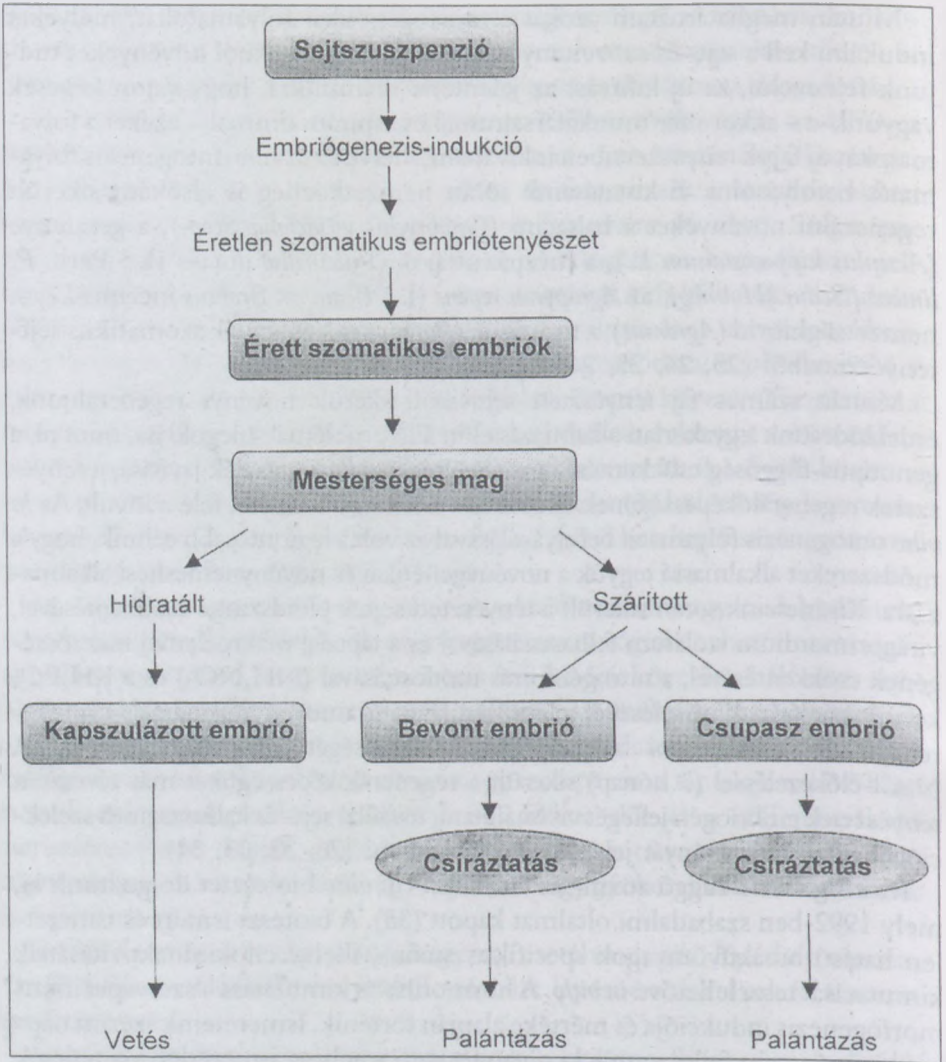 Sejtszuszpenzió
Embriógenezis-indukció
Éretlen szomatikus embriótenyészet
Érett szomatikus embriók
Mesterséges mag
Hidratált
Szárított
Kapszulázott embrió
Bevont embrió
Csupasz embrió
Csíráztatás
Csíráztatás
Vetés
Palántázás
Palántázás